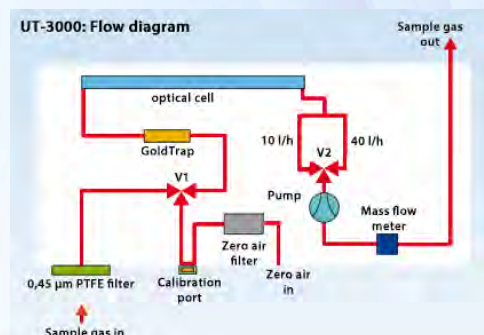 UT-3000: Flow diagram
Sample gas
out
optical cell
10 l/h
40 l/h
V2
GoldTrap
V1
Pump
Mass flow
meter
Zero air
filter
0,45 µm PTFE filter
Calibration
port
Zero air
in
Sample gas in